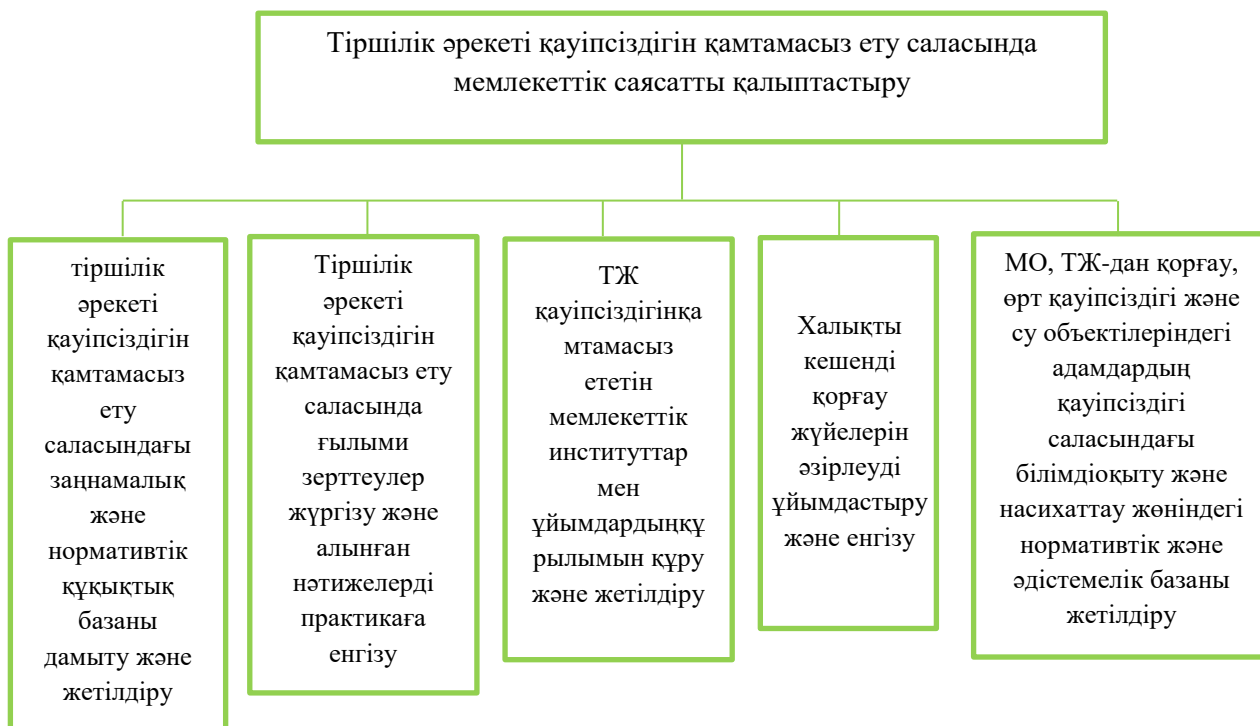 Тіршілік әрекеті қауіпсіздігін қамтамасыз ету саласында
мемлекеттік саясатты қалыптастыру
тіршілік
әрекеті
қауіпсіздігін
қамтамасыз
ету
саласындағы
заңнамалық
және
нормативтік
құқықтық
базаны
дамыту және
жетілдіру
Тіршілік
әрекеті
қауіпсіздігін
қамтамасыз ету
саласында
ғылыми
зерттеулер
жүргізу және
алынған
нәтижелерді
практикаға
енгізу
ТЖ
қауіпсіздігінқа
мтамасыз
ететін
мемлекеттік
институттар
мен
ұйымдардыңқұ
рылымын құру
және жетілдіру
Халықты
кешенді
қорғау
жүйелерін
әзірлеуді
ұйымдастыру
және енгізу
МО, ТЖ-дан қорғау,
өрт қауіпсіздігі және
су объектілеріндегі
адамдардың
қауіпсіздігі
саласындағы
білімдіоқыту және
насихаттау жөніндегі
нормативтік және
әдістемелік базаны
жетілдіру